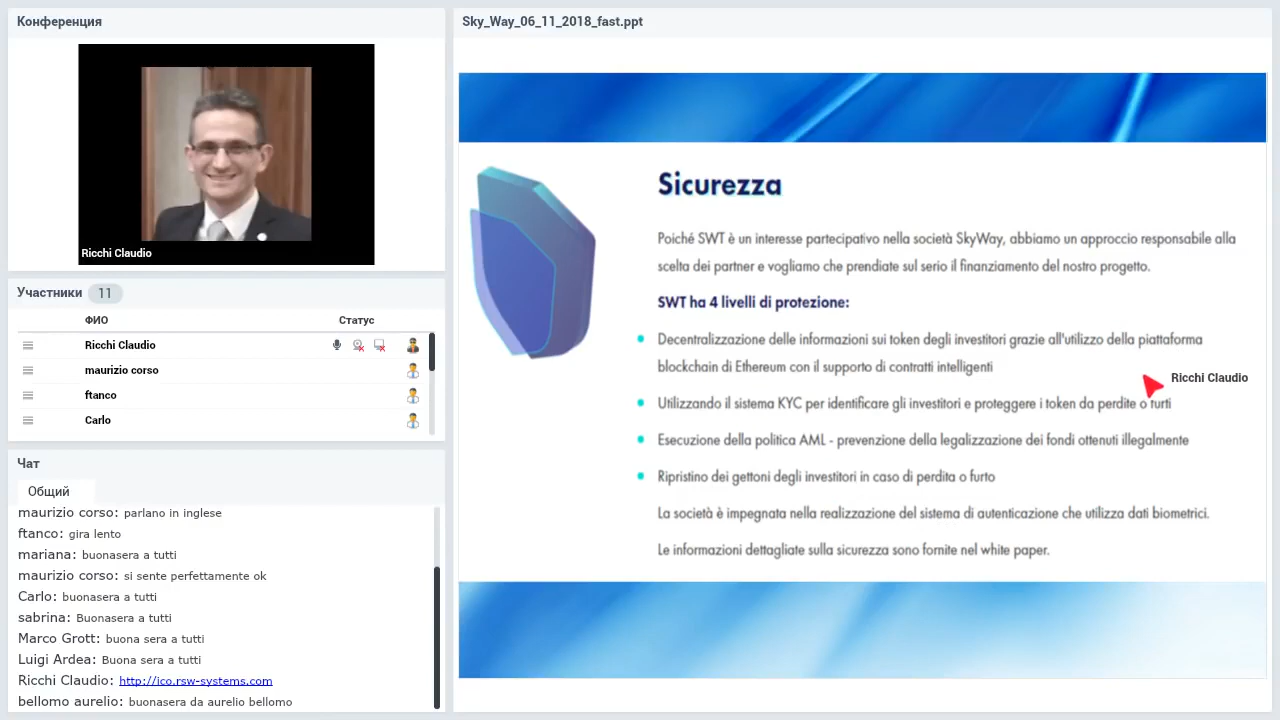 Конференция
Ricchi Claudio
Участники 11
ФИО Статус
Ricchi Claudio
maurizio corso
ftanco
Carlo
Чат
Общий
maurizio corso: parlano in inglese
ftanco: gira lento
mariana: buonasera a tutti
maurizio corso: si sente perfettamente ok
Carlo: buonasera a tutti
sabrina: Buonasera a tutti
Marco Grott: buona sera a tutti
Luigi Ardea: Buona sera a tutti
Ricchi Claudio: http://ico.rsw-systems.com
bellomo aurelio: buonasera da aurelio bellomo
Sky_Way_06_11_2018_fast.ppt
Sicurezza
Poiché SWT è un interesse partecipativo nella società SkyWay, abbiamo un approccio responsabile alla
scelta dei partner e vogliamo che prendiate sul serio il finanziamento del nostro progetto.
SWT ha 4 livelli di protezione:
Decentralizzazione delle informazioni sui token degli investitori grazie all'utilizzo della piattaforma
blockchain di Ethereum con il supporto di contratti intelligenti
Ricchi Claudio
Utilizzando il sistema KYC per identificare gli investitori e proteggere i token da perdite o furti
Esecuzione della politica AML - prevenzione della legalizzazione dei fondi ottenuti illegalmente
Ripristino dei gettoni degli investitori in caso di perdita o furto
La società è impegnata nella realizzazione del sistema di autenticazione che utilizza dati biometrici.
Le informazioni dettagliate sulla sicurezza sono fornite nel white paper.